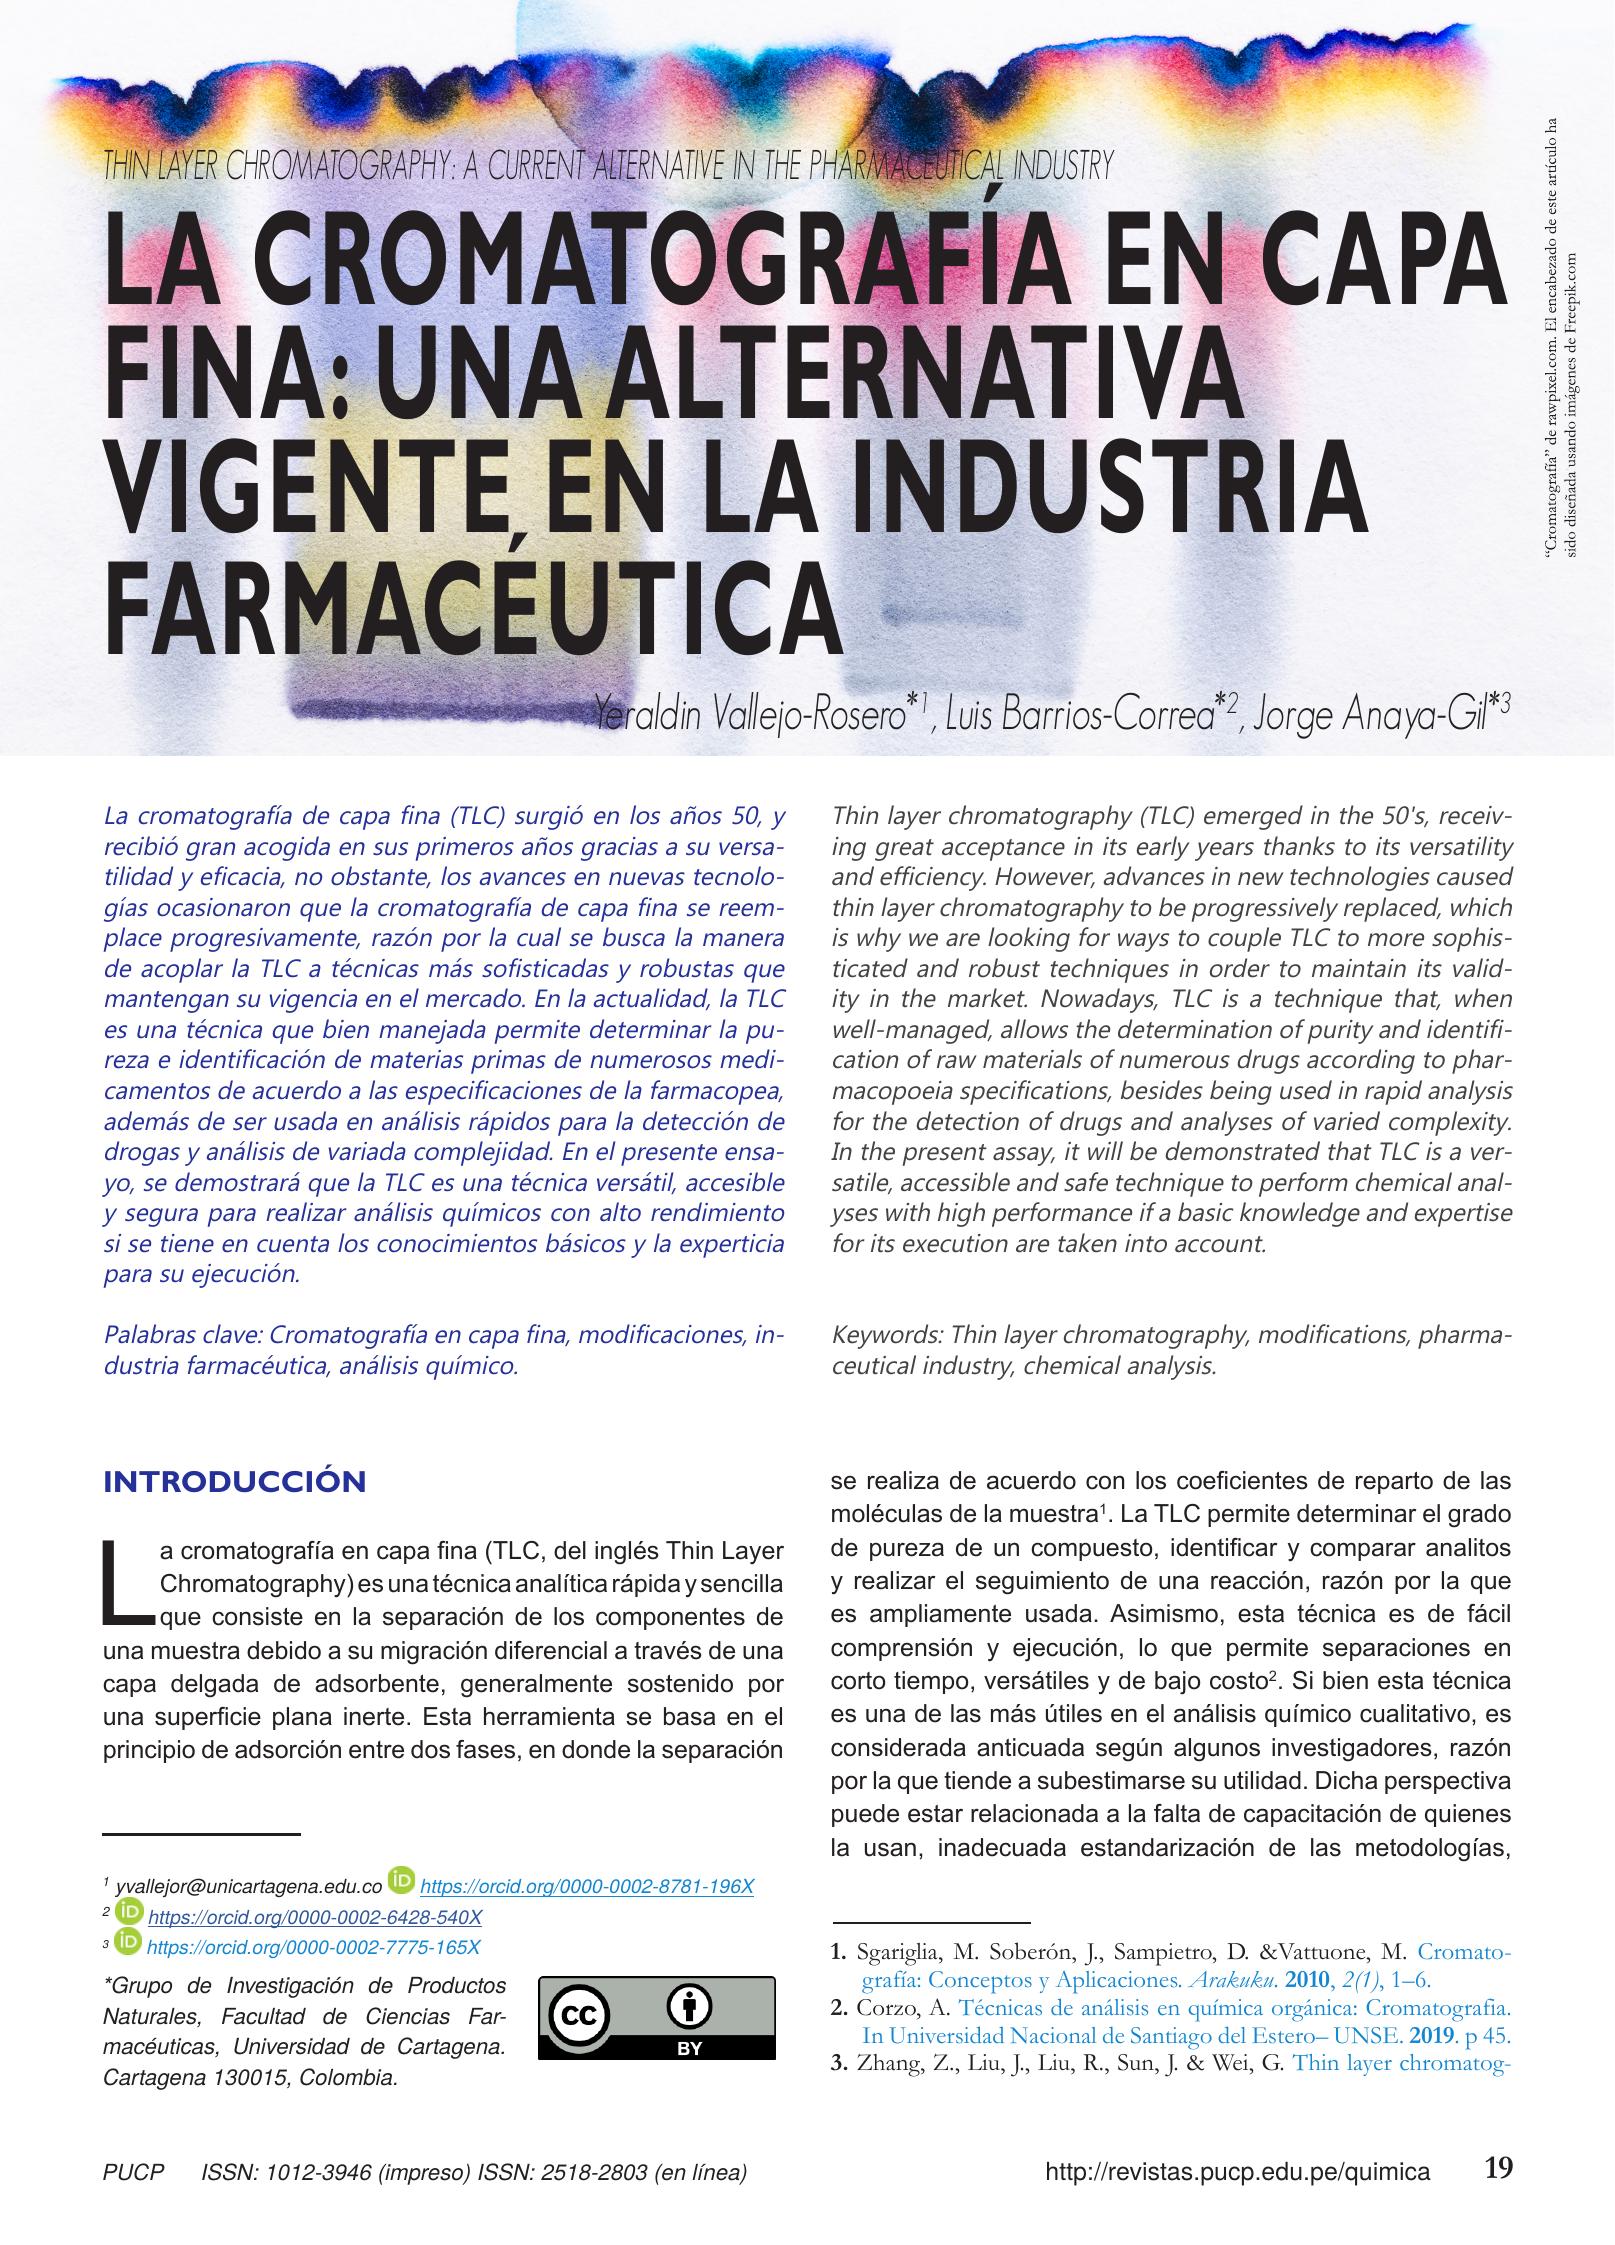 THIN LAYER CHROMATOGRAPHY: A CURRENT ALTERNATIVE IN THE PHARMACEUTICAL INDUSTRY
LA CROMATOGRAFÍA EN CAPA
FINA: UNA ALTERNATIVA
VIGENTE EN LA INDUSTRIA
FARMACÉUTICA
Yeraldin Vallejo-Rosero*1, Luis Barrios-Correa*2, Jorge Anaya-Gil*3
“Cromatografía” de rawpixel.com. El encabezado de este artículo ha
sido diseñada usando imágenes de Freepik.com
La cromatografía de capa fina (TLC) surgió en los años 50, y
recibió gran acogida en sus primeros años gracias a su versa-
tilidad y eficacia, no obstante, los avances en nuevas tecnolo-
gías ocasionaron que la cromatografía de capa fina se reem-
place progresivamente, razón por la cual se busca la manera
de acoplar la TLC a técnicas más sofisticadas y robustas que
mantengan su vigencia en el mercado. En la actualidad, la TLC
es una técnica que bien manejada permite determinar la pu-
reza e identificación de materias primas de numerosos medi-
camentos de acuerdo a las especificaciones de la farmacopea,
además de ser usada en análisis rápidos para la detección de
drogas y análisis de variada complejidad. En el presente ensa-
yo, se demostrará que la TLC es una técnica versátil, accesible
y segura para realizar análisis químicos con alto rendimiento
si se tiene en cuenta los conocimientos básicos y la experticia
para su ejecución.
Palabras clave: Cromatografía en capa fina, modificaciones, in-
dustria farmacéutica, análisis químico.
Thin layer chromatography (TLC) emerged in the 50's, receiv-
ing great acceptance in its early years thanks to its versatility
and efficiency. However, advances in new technologies caused
thin layer chromatography to be progressively replaced, which
is why we are looking for ways to couple TLC to more sophis-
ticated and robust techniques in order to maintain its valid-
ity in the market. Nowadays, TLC is a technique that, when
well-managed, allows the determination of purity and identifi-
cation of raw materials of numerous drugs according to phar-
macopoeia specifications, besides being used in rapid analysis
for the detection of drugs and analyses of varied complexity.
In the present assay, it will be demonstrated that TLC is a ver-
satile, accessible and safe technique to perform chemical anal-
yses with high performance if a basic knowledge and expertise
for its execution are taken into account.
Keywords: Thin layer chromatography, modifications, pharma-
ceutical industry, chemical analysis.
INTRODUCCIÓN
La cromatografía en capa fina (TLC, del inglés Thin Layer
Chromatography) es una técnica analítica rápida y sencilla
que consiste en la separación de los componentes de
una muestra debido a su migración diferencial a través de una
capa delgada de adsorbente, generalmente sostenido por
una superficie plana inerte. Esta herramienta se basa en el
principio de adsorción entre dos fases, en donde la separación
se realiza de acuerdo con los coeficientes de reparto de las
moléculas de la muestra1. La TLC permite determinar el grado
de pureza de un compuesto, identificar y comparar analitos
y realizar el seguimiento de una reacción, razón por la que
es ampliamente usada. Asimismo, esta técnica es de fácil
comprensión y ejecución, lo que permite separaciones en
corto tiempo, versátiles y de bajo costo2. Si bien esta técnica
es una de las más útiles en el análisis químico cualitativo, es
considerada anticuada según algunos investigadores, razón
por la que tiende a subestimarse su utilidad. Dicha perspectiva
puede estar relacionada a la falta de capacitación de quienes
la usan, inadecuada estandarización de las metodologías,
1 yvallejor@unicartagena.edu.co iD https://orcid.org/0000-0002-8781-196X
2 iD https://orcid.org/0000-0002-6428-540X
3 iD https://orcid.org/0000-0002-7775-165X
*Grupo de Investigación de Productos
Naturales, Facultad de Ciencias Far-
macéuticas, Universidad de Cartagena.
Cartagena 130015, Colombia.
CC
BY
1. Sgariglia, M. Soberón, J., Sampietro, D. &Vattuone, M. Cromato-
grafía: Conceptos y Aplicaciones. Arakuku. 2010, 2(1), 1–6.
2. Corzo, A. Técnicas de análisis en química orgánica: Cromatografia.
In Universidad Nacional de Santiago del Estero– UNSE. 2019. p 45.
3. Zhang, Z., Liu, J., Liu, R., Sun, J. & Wei, G. Thin layer chromatog-
PUCP ISSN: 1012-3946 (impreso) ISSN: 2518-2803 (en línea)
http://revistas.pucp.edu.pe/quimica 19